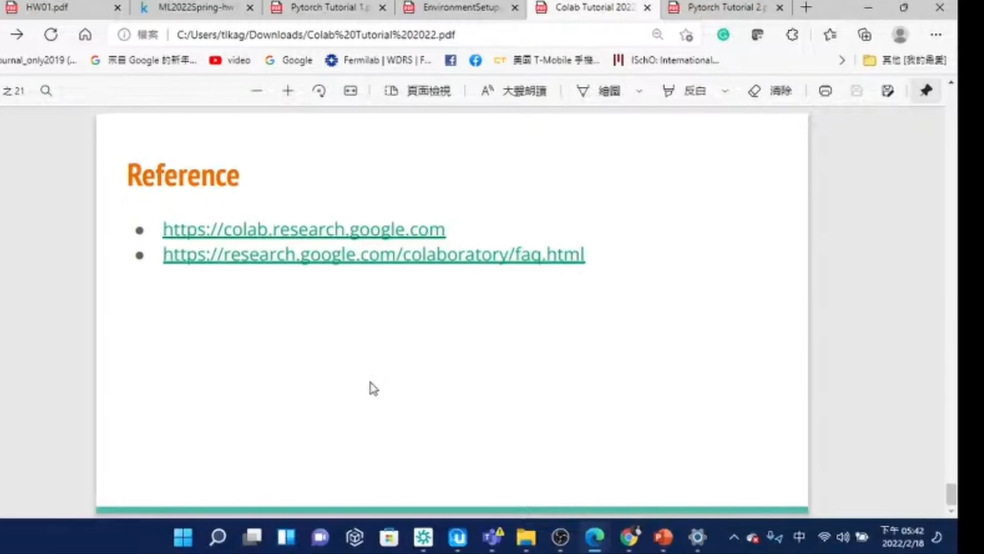 HW01.pdf
ML2022Spring-hw
Pytorch Tutorial 1.p
EnvironmentSetup.
Colab Tutorial 2022
Pytorch Tutorial 2.p
檔案
C:/Users/tlkag/Downloads/Colab%20Tutorial%202022.pdf
ournal_only2019 (...
來自 Google 的新年...
video
Google
Fermilab | WDRS | F...
美國 T-Mobile 手機...
ISchO: International...
其他 [我的最愛]
之 21
頁面檢視
大聲朗讀
繪圖
反白
清除
Reference
https://colab.research.google.com
https://research.google.com/colaboratory/faq.html
中
下午 05:42
2022/2/18